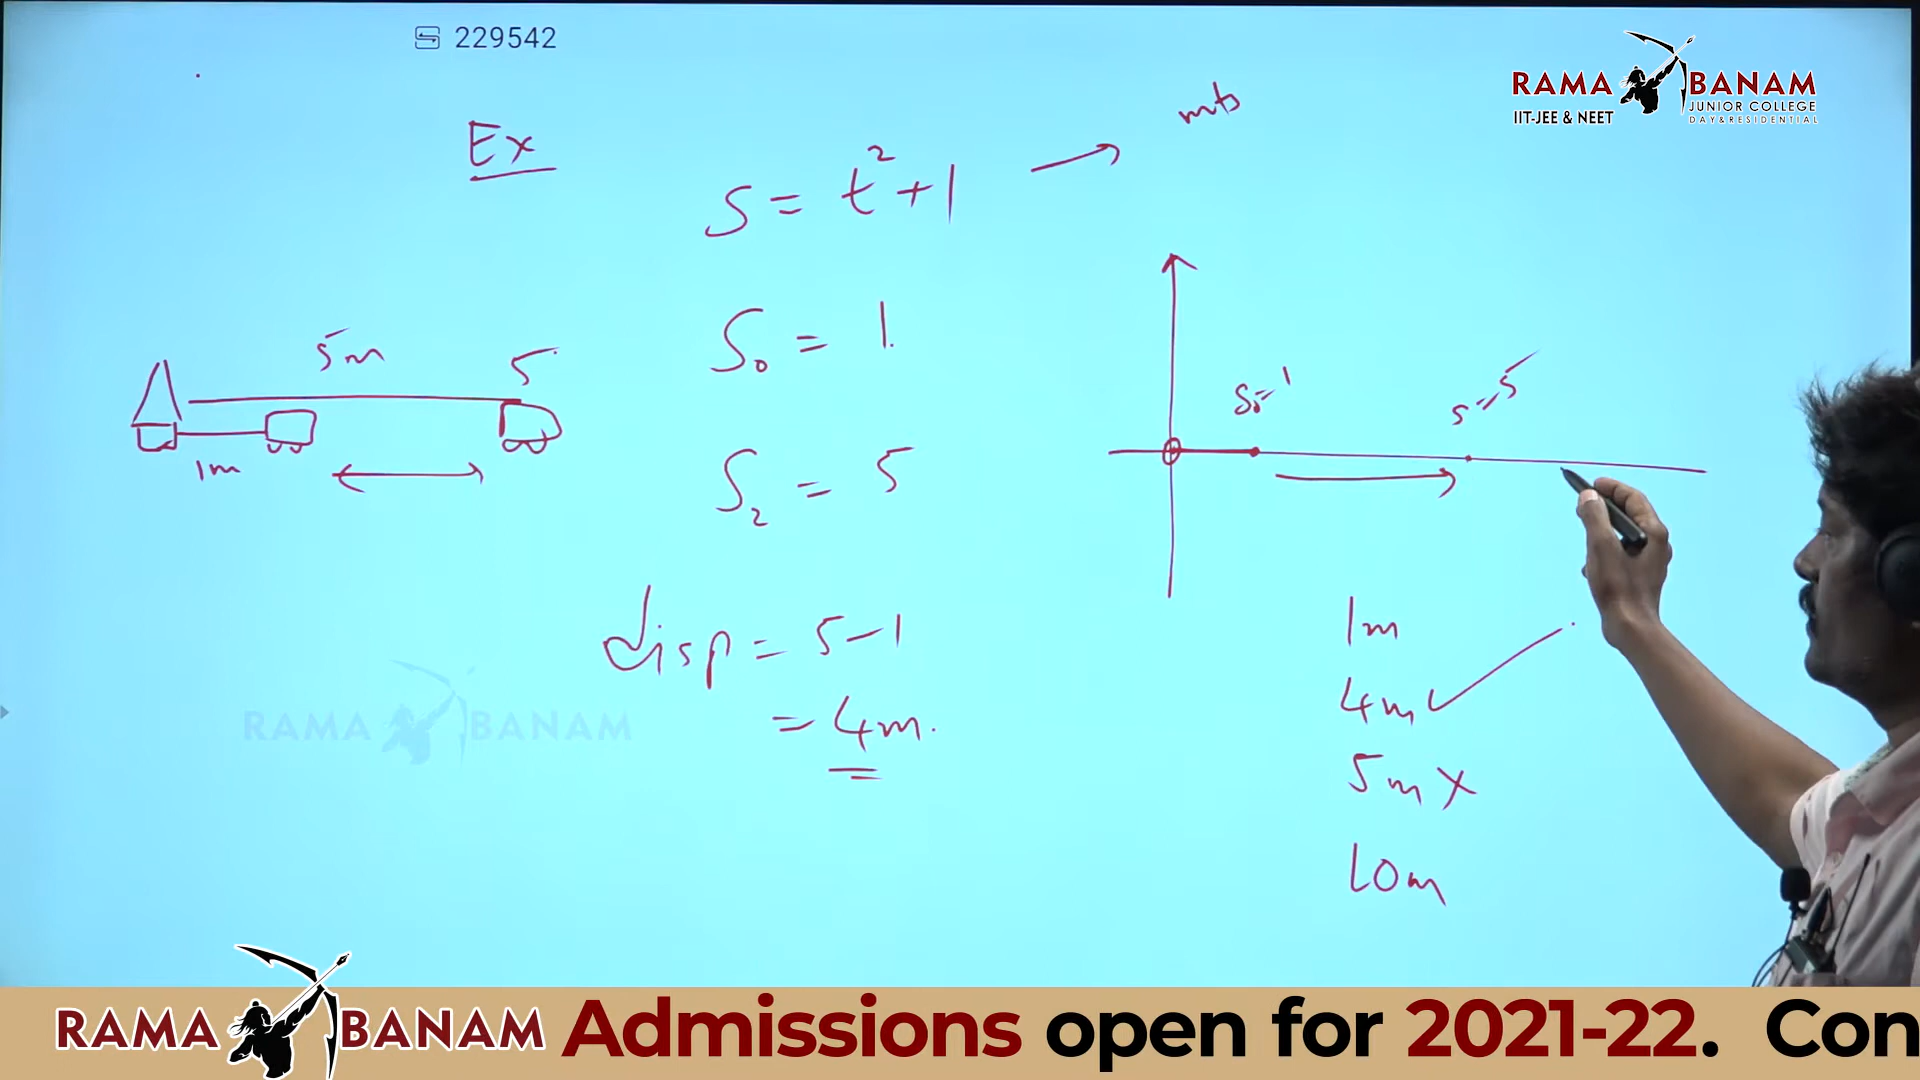 229542
RAMA BANAM
JUNIOR COLLEGE
IIT-JEE & NEET
DAY&RESIDENTIAL
Ex
S = t²+1
mts
S₀ = 1.
5m
5
1m
S₂ = 5
S₀=1
S=5
disp = 5-1
= 4m.
1m
4m
5m X
10m
RAMA BANAM
RAMA BANAM Admissions open for 2021-22. Con